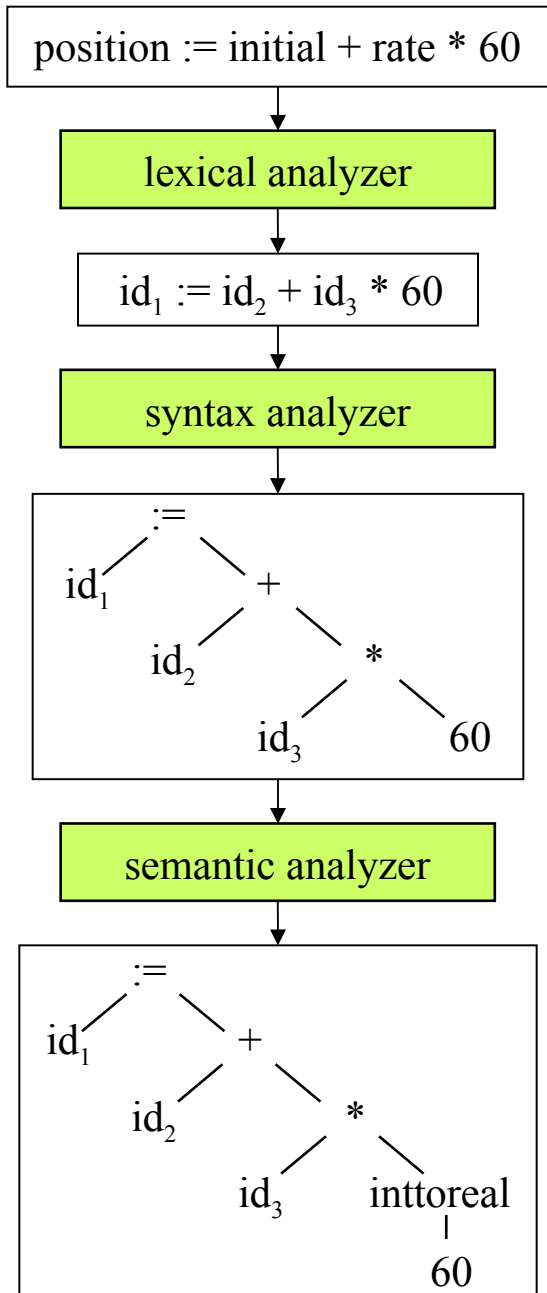 position := initial + rate * 60
lexical analyzer
id₁ := id₂ + id₃ * 60
syntax analyzer
:=
id₁ +
id₂ *
id₃ 60
semantic analyzer
:=
id₁ +
id₂ *
id₃ inttoreal
60